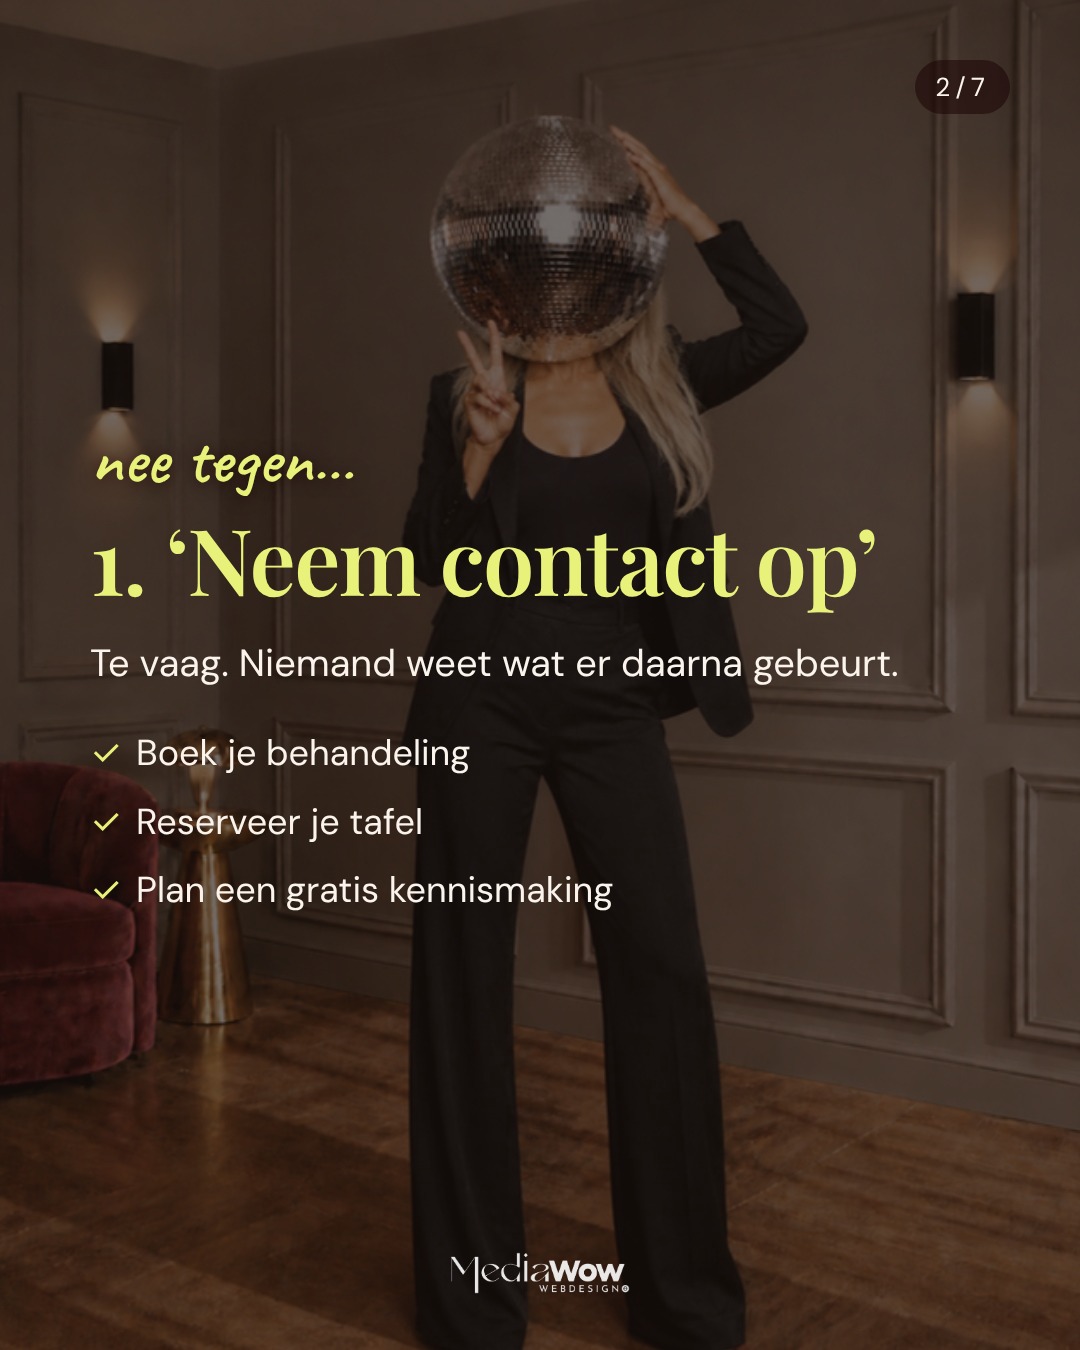 2 / 7
nee tegen...
1. ‘Neem contact op’
Te vaag. Niemand weet wat er daarna gebeurt.
✓ Boek je behandeling
✓ Reserveer je tafel
✓ Plan een gratis kennismaking
MediaWow
WEBDESIGN